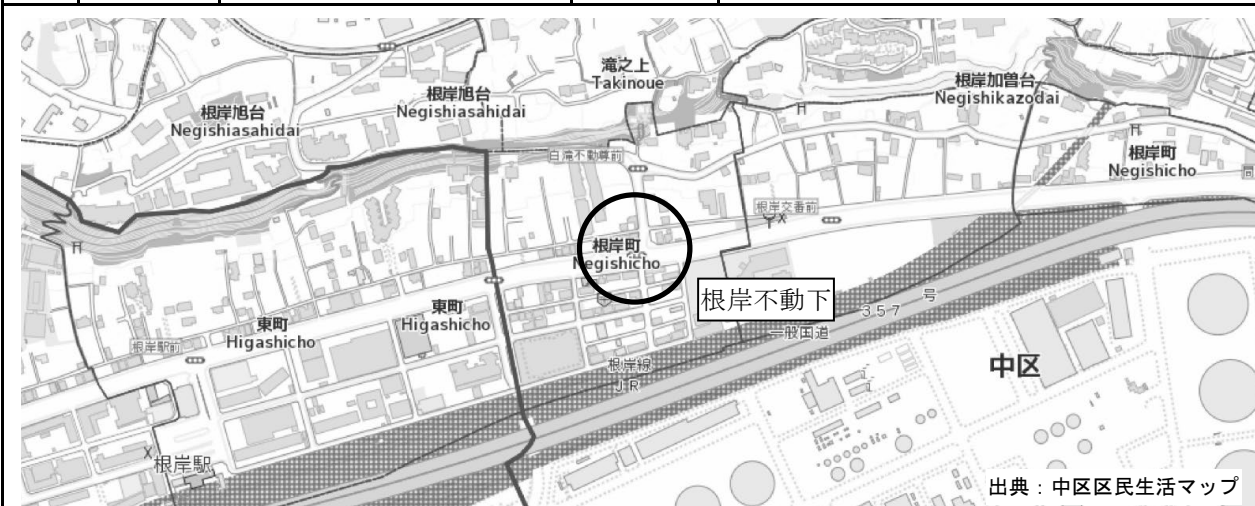 滝之上
Takinoue
根岸旭台
Negishiasahidai
根岸旭台
Negishiasahidai
根岸加曽台
Negishikazodai
白滝不動尊前
根岸町
Negishicho
根岸交番前
根岸町
Negishicho
根岸不動下
東町
Higashicho
東町
Higashicho
根岸駅前
357号
一般国道
根岸線
JR
中区
根岸駅
出典：中区区民生活マップ